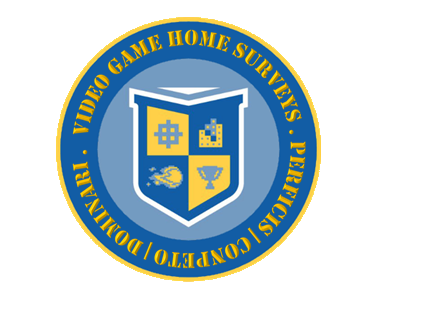 VIDEO GAME HOME SURVEYS . PERFICIS | CONPETO | DOMINARI .